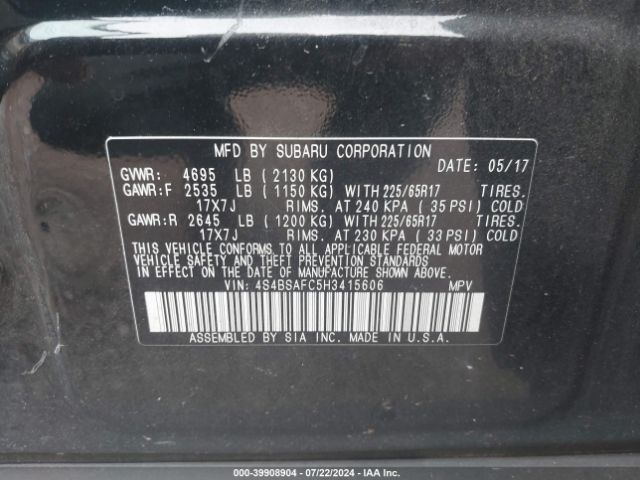 MFD BY SUBARU CORPORATION
GVWR: 4695 LB ( 2130 KG) DATE: 05/17
GAWR:F 2535 LB ( 1150 KG) WITH 225/65R17 TIRES.
17X7J RIMS. AT 240 KPA ( 35 PSI) COLD
GAWR:R 2645 LB ( 1200 KG) WITH 225/65R17 TIRES.
17X7J RIMS. AT 230 KPA ( 33 PSI) COLD
THIS VEHICLE CONFORMS TO ALL APPLICABLE FEDERAL MOTOR
VEHICLE SAFETY AND THEFT PREVENTION STANDARDS
IN EFFECT ON THE DATE OF MANUFACTURE SHOWN ABOVE.
VIN: 4S4BSAFC5H3415606 MPV
ASSEMBLED BY SIA INC. MADE IN U.S.A.
000-39908904 - 07/22/2024 - IAA Inc.